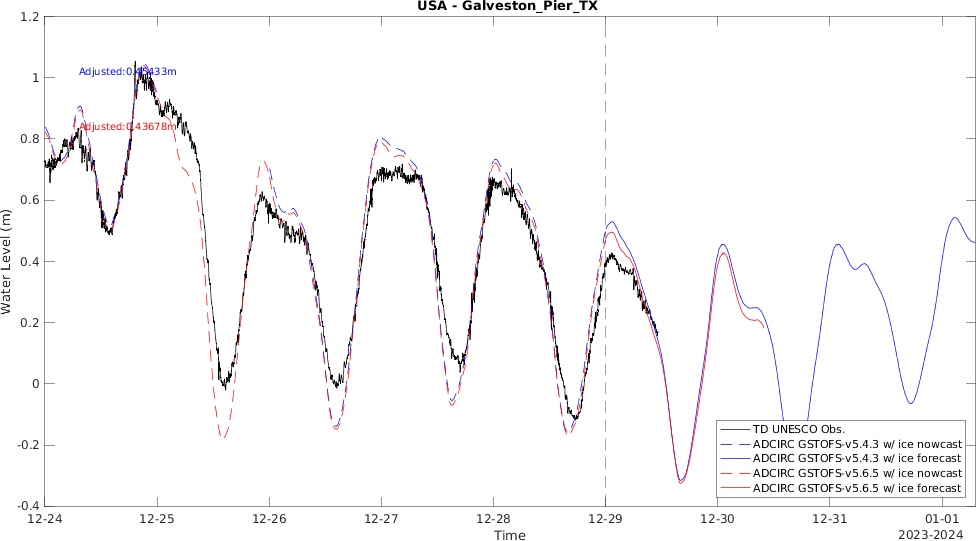 USA - Galveston_Pier_TX
1.2
1
0.8
0.6
0.4
0.2
0
-0.2
-0.4
Water Level (m)
Adjusted:0.45433m
Adjusted:0.43678m
TD UNESCO Obs.
ADCIRC GSTOFS-v5.4.3 w/ ice nowcast
ADCIRC GSTOFS-v5.4.3 w/ ice forecast
ADCIRC GSTOFS-v5.6.5 w/ ice nowcast
ADCIRC GSTOFS-v5.6.5 w/ ice forecast
12-24 12-25 12-26 12-27 12-28 12-29 12-30 12-31 01-01
Time
2023-2024